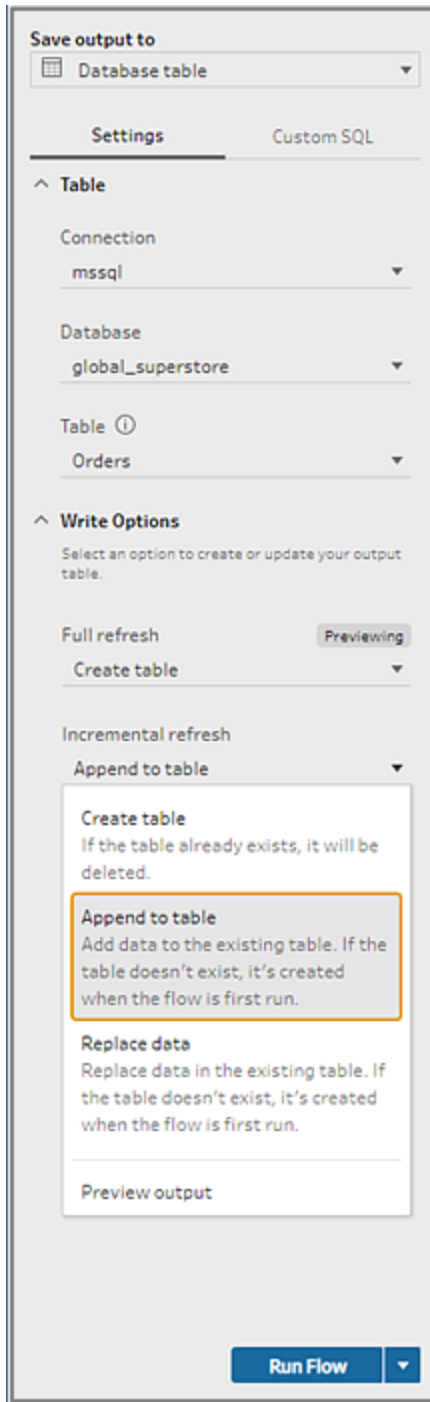 Save output to
Database table
Settings
Custom SQL
Table
Connection
mssql
Database
global_superstore
Table
Orders
Write Options
Select an option to create or update your output
table.
Full refresh
Previewing
Create table
Incremental refresh
Append to table
Create table
If the table already exists, it will be
deleted.
Append to table
Add data to the existing table. If the
table doesn't exist, it's created
when the flow is first run.
Replace data
Replace data in the existing table. If
the table doesn't exist, it's created
when the flow is first run.
Preview output
Run Flow